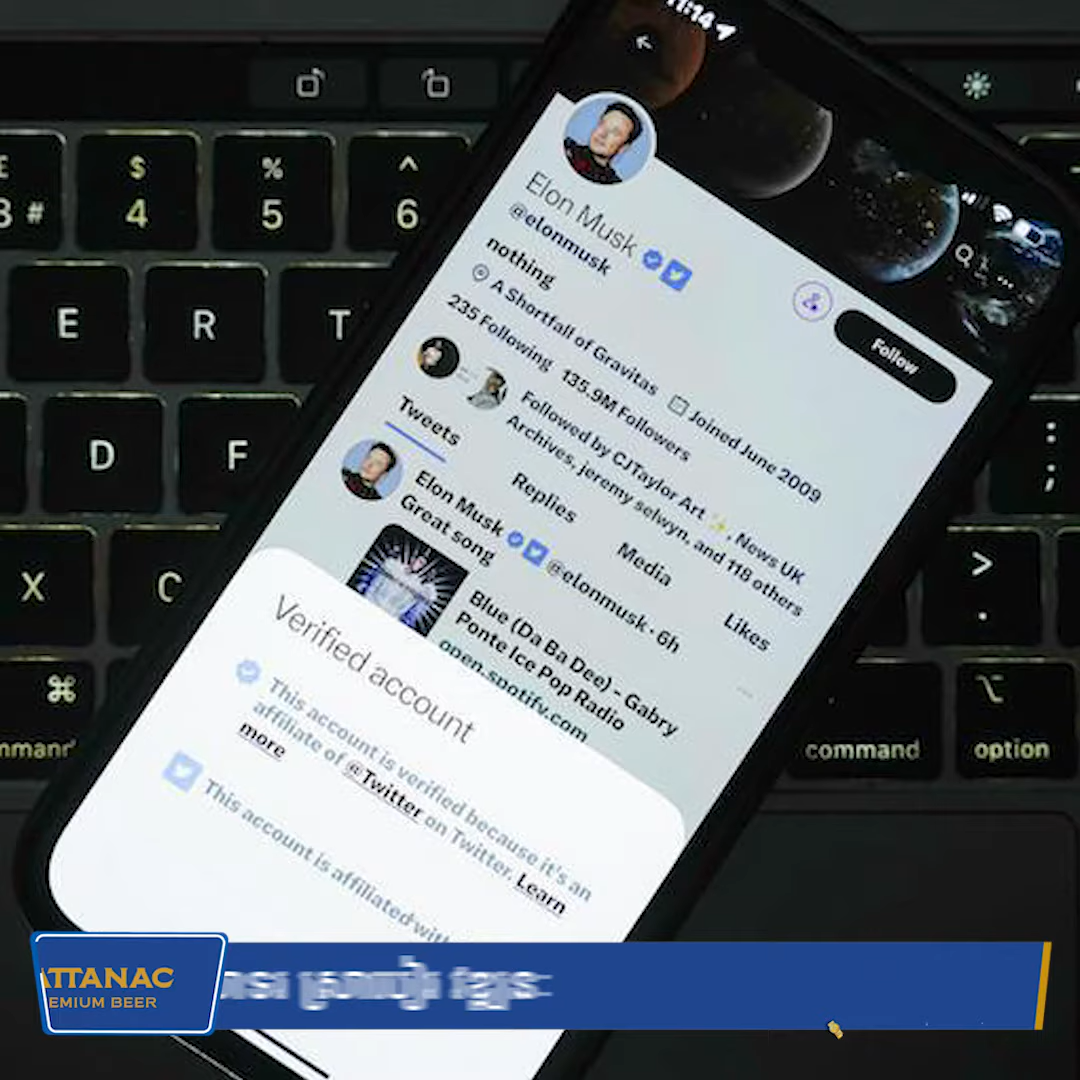 11:14
Elon Musk
@elonmusk
nothing
A Shortfall of Gravitas Joined June 2009
235 Following 135.9M Followers
Followed by CJTaylor Art ✨, News UK
Archives, jeremy selwyn, and 118 others
Follow
Tweets Replies Media Likes
Elon Musk @elonmusk · 6h
Great song
Blue (Da Ba Dee) - Gabry
Ponte Ice Pop Radio
open.spotify.com
Verified account
This account is verified because it's an
affiliate of @Twitter on Twitter. Learn
more
This account is affiliated with
$
4
%
5
^
6
£
3 #
E
R
T
D
F
X
C
>
.
:
;
⌘
command
⌥
option
ATTANAC
EMIUM BEER